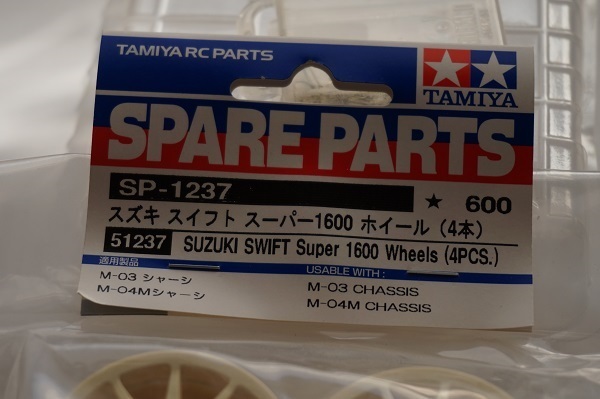 TAMIYA RC PARTS
TAMIYA
SPARE PARTS
SP-1237
★ 600
スズキ スイフト スーパー1600 ホイール (4本)
51237 SUZUKI SWIFT Super 1600 Wheels (4PCS.)
適用製品
M-03 シャーシ
M-04Mシャーシ
USABLE WITH :
M-03 CHASSIS
M-04M CHASSIS